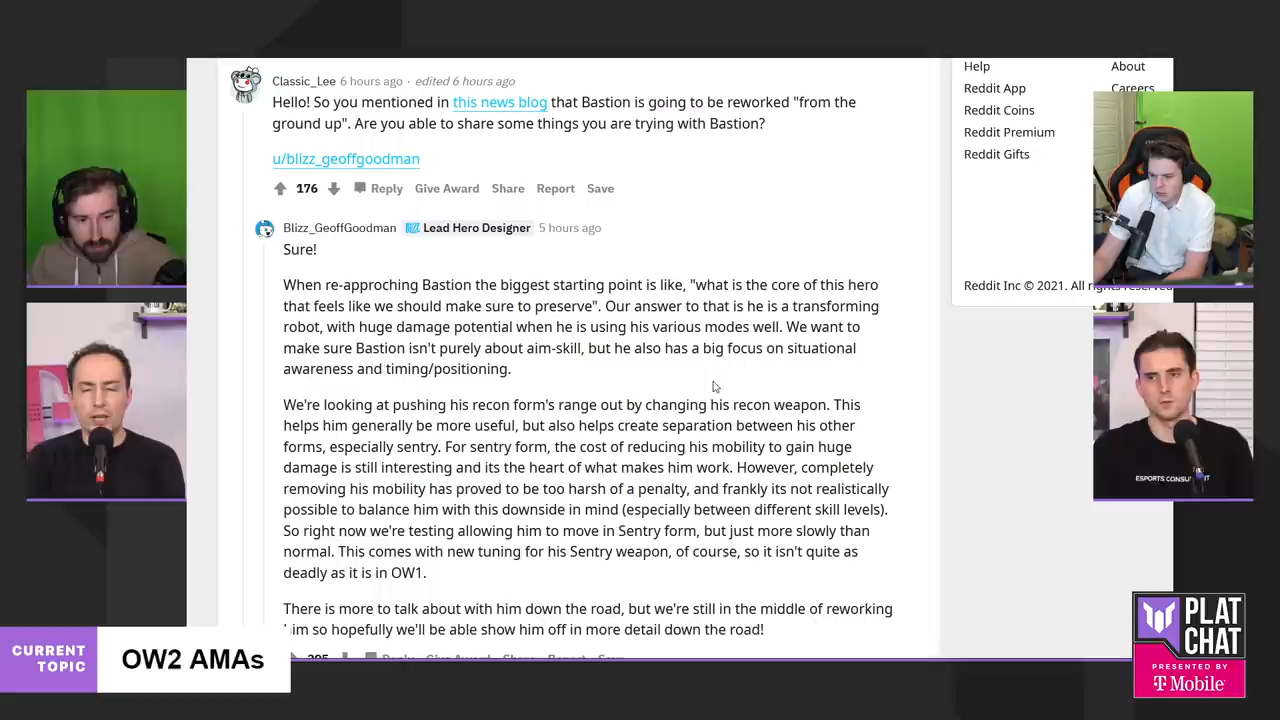 Classic_Lee 6 hours ago · edited 6 hours ago
Hello! So you mentioned in this news blog that Bastion is going to be reworked "from the
ground up". Are you able to share some things you are trying with Bastion?
u/blizz_geoffgoodman
176 Reply Give Award Share Report Save
Blizz_GeoffGoodman Lead Hero Designer 5 hours ago
Sure!
When re-approching Bastion the biggest starting point is like, "what is the core of this hero
that feels like we should make sure to preserve". Our answer to that is he is a transforming
robot, with huge damage potential when he is using his various modes well. We want to
make sure Bastion isn't purely about aim-skill, but he also has a big focus on situational
awareness and timing/positioning.
We're looking at pushing his recon form's range out by changing his recon weapon. This
helps him generally be more useful, but also helps create separation between his other
forms, especially sentry. For sentry form, the cost of reducing his mobility to gain huge
damage is still interesting and its the heart of what makes him work. However, completely
removing his mobility has proved to be too harsh of a penalty, and frankly its not realistically
possible to balance him with this downside in mind (especially between different skill levels).
So right now we're testing allowing him to move in Sentry form, but just more slowly than
normal. This comes with new tuning for his Sentry weapon, of course, so it isn't quite as
deadly as it is in OW1.
There is more to talk about with him down the road, but we're still in the middle of reworking
him so hopefully we'll be able show him off in more detail down the road!
Reply Give Award Share Report Save
Help About
Reddit App Careers
Reddit Coins
Reddit Premium
Reddit Gifts
Reddit Inc © 2021. All rights reserved
CURRENT
TOPIC
OW2 AMAs
PLAT
CHAT
PRESENTED BY
T Mobile